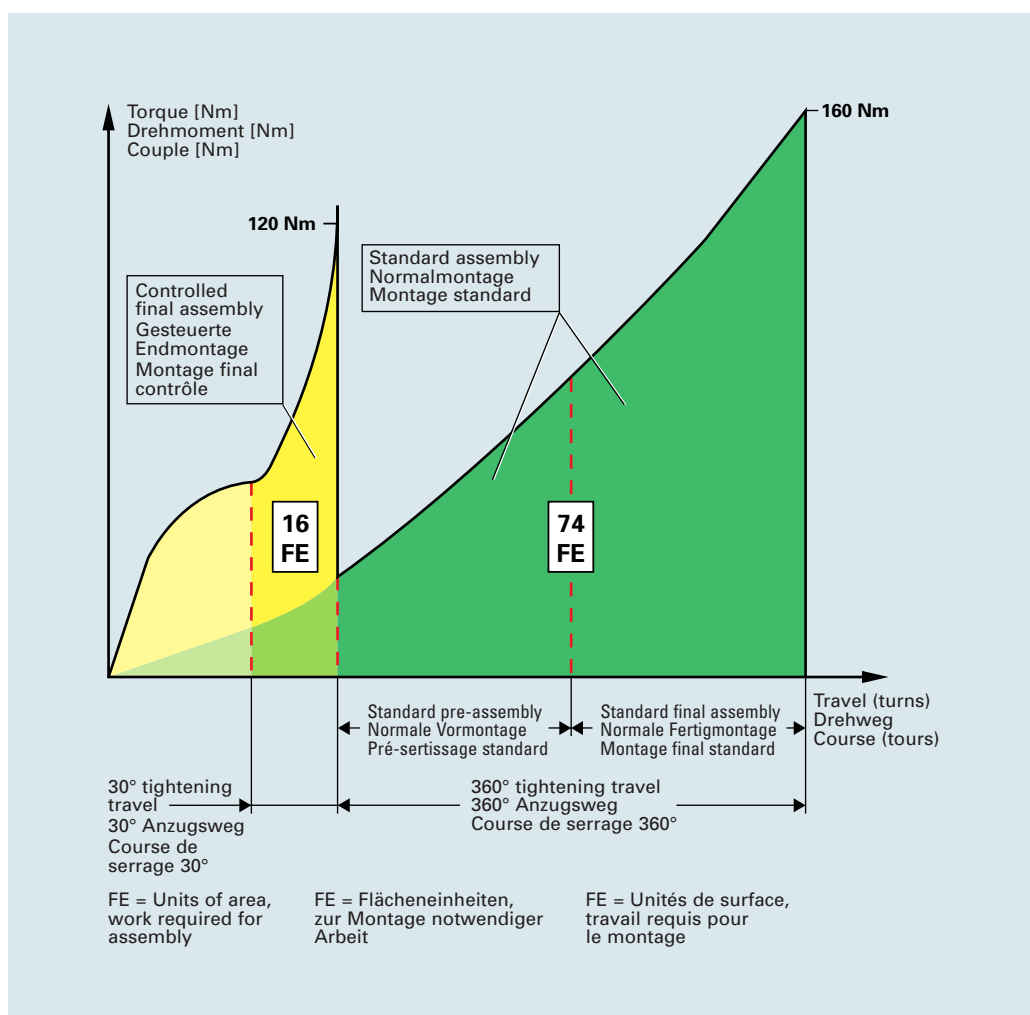 Torque [Nm]
Drehmoment [Nm]
Couple [Nm]
160 Nm
120 Nm
Standard assembly
Normalmontage
Montage standard
Controlled
final assembly
Gesteuerte
Endmontage
Montage final
contrôle
16
FE
74
FE
Travel (turns)
Drehweg
Course (tours)
Standard pre-assembly
Normale Vormontage
Pré-sertissage standard
Standard final assembly
Normale Fertigmontage
Montage final standard
30° tightening
travel
30° Anzugsweg
Course de
serrage 30°
360° tightening travel
360° Anzugsweg
Course de serrage 360°
FE = Units of area,
work required for
assembly
FE = Flächeneinheiten,
zur Montage notwendiger
Arbeit
FE = Unités de surface,
travail requis pour
le montage